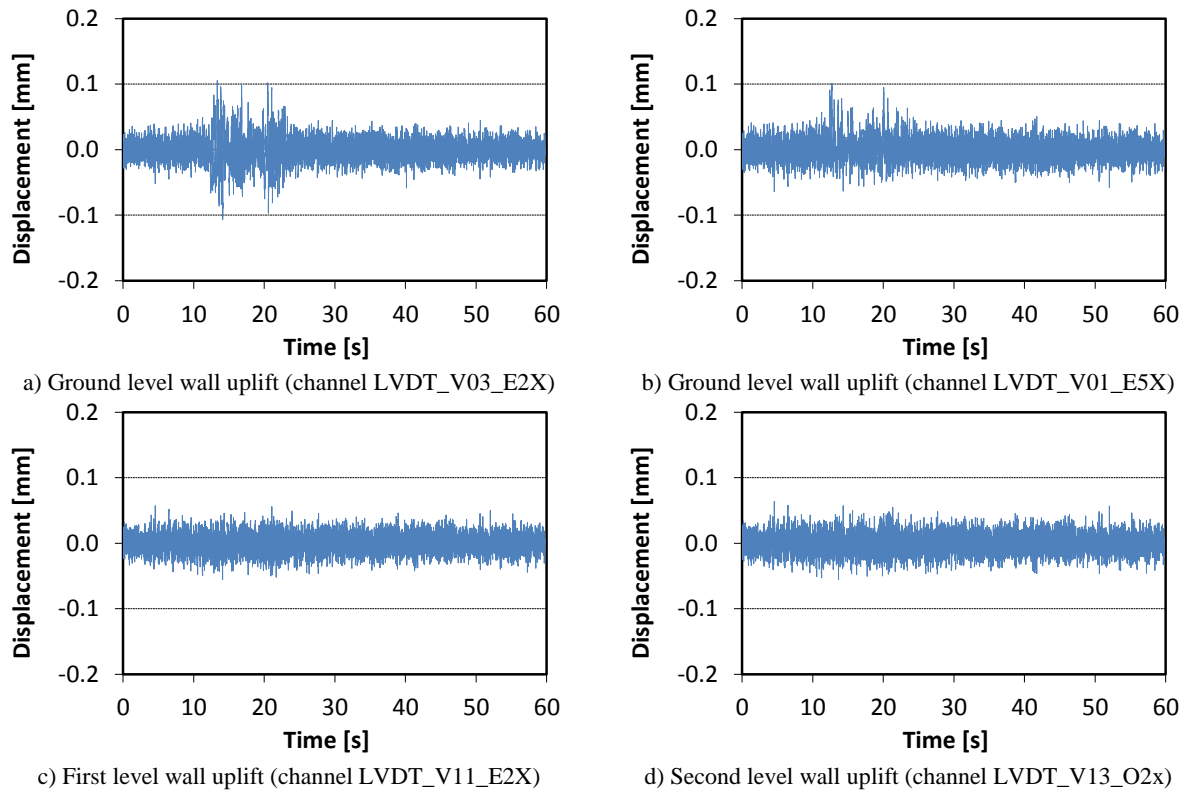 0.2
0.1
0.0
-0.1
-0.2
Displacement [mm]
0 10 20 30 40 50 60
Time [s]
a) Ground level wall uplift (channel LVDT_V03_E2X)
0.2
0.1
0.0
-0.1
-0.2
Displacement [mm]
0 10 20 30 40 50 60
Time [s]
b) Ground level wall uplift (channel LVDT_V01_E5X)
0.2
0.1
0.0
-0.1
-0.2
Displacement [mm]
0 10 20 30 40 50 60
Time [s]
c) First level wall uplift (channel LVDT_V11_E2X)
0.2
0.1
0.0
-0.1
-0.2
Displacement [mm]
0 10 20 30 40 50 60
Time [s]
d) Second level wall uplift (channel LVDT_V13_O2x)